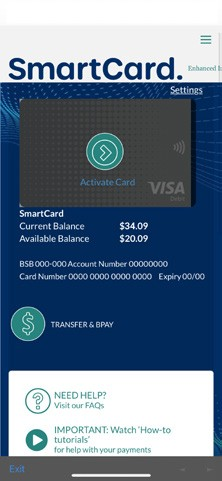 SmartCard.
Enhanced I
Settings
Activate Card
VISA
Debit
SmartCard
Current Balance $34.09
Available Balance $20.09
BSB 000-000 Account Number 00000000
Card Number 0000 0000 0000 0000 Expiry 00/00
TRANSFER & BPAY
NEED HELP?
Visit our FAQs
IMPORTANT: Watch ‘How-to
tutorials’
for help with your payments
Exit